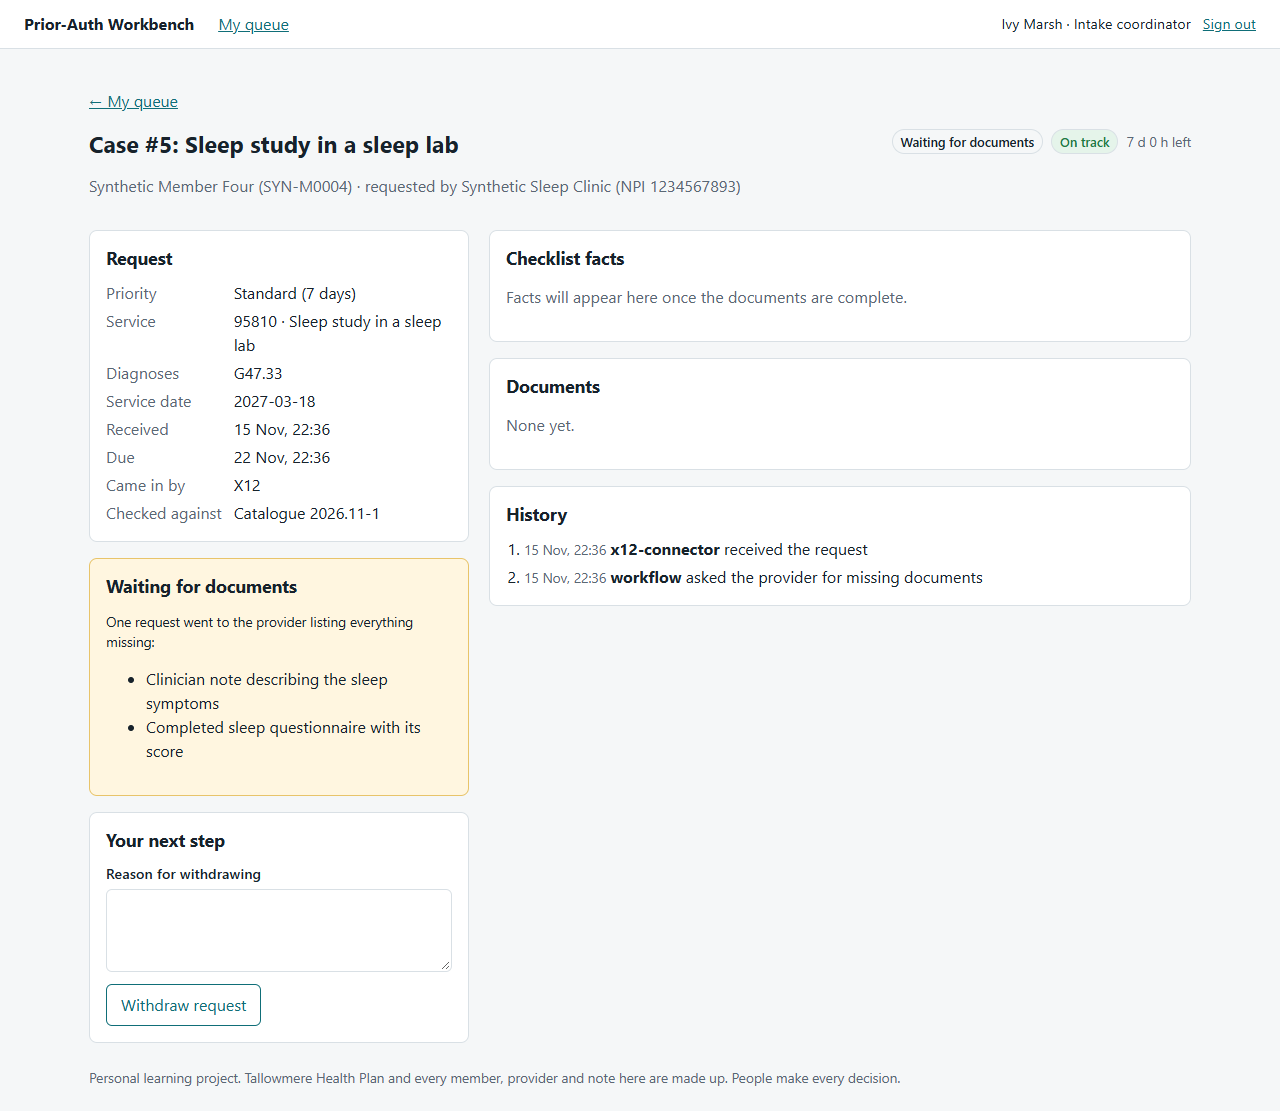 Prior-Auth Workbench
My queue
Ivy Marsh · Intake coordinator
Sign out
← My queue
Case #5: Sleep study in a sleep lab
Waiting for documents
On track
7 d 0 h left
Synthetic Member Four (SYN-M0004) · requested by Synthetic Sleep Clinic (NPI 1234567893)
Request
Priority Standard (7 days)
Service 95810 · Sleep study in a sleep
lab
Diagnoses G47.33
Service date 2027-03-18
Received 15 Nov, 22:36
Due 22 Nov, 22:36
Came in by X12
Checked against Catalogue 2026.11-1
Waiting for documents
One request went to the provider listing everything
missing:
• Clinician note describing the sleep
symptoms
• Completed sleep questionnaire with its
score
Your next step
Reason for withdrawing
Withdraw request
Checklist facts
Facts will appear here once the documents are complete.
Documents
None yet.
History
1. 15 Nov, 22:36 x12-connector received the request
2. 15 Nov, 22:36 workflow asked the provider for missing documents
Personal learning project. Tallowmere Health Plan and every member, provider and note here are made up. People make every decision.